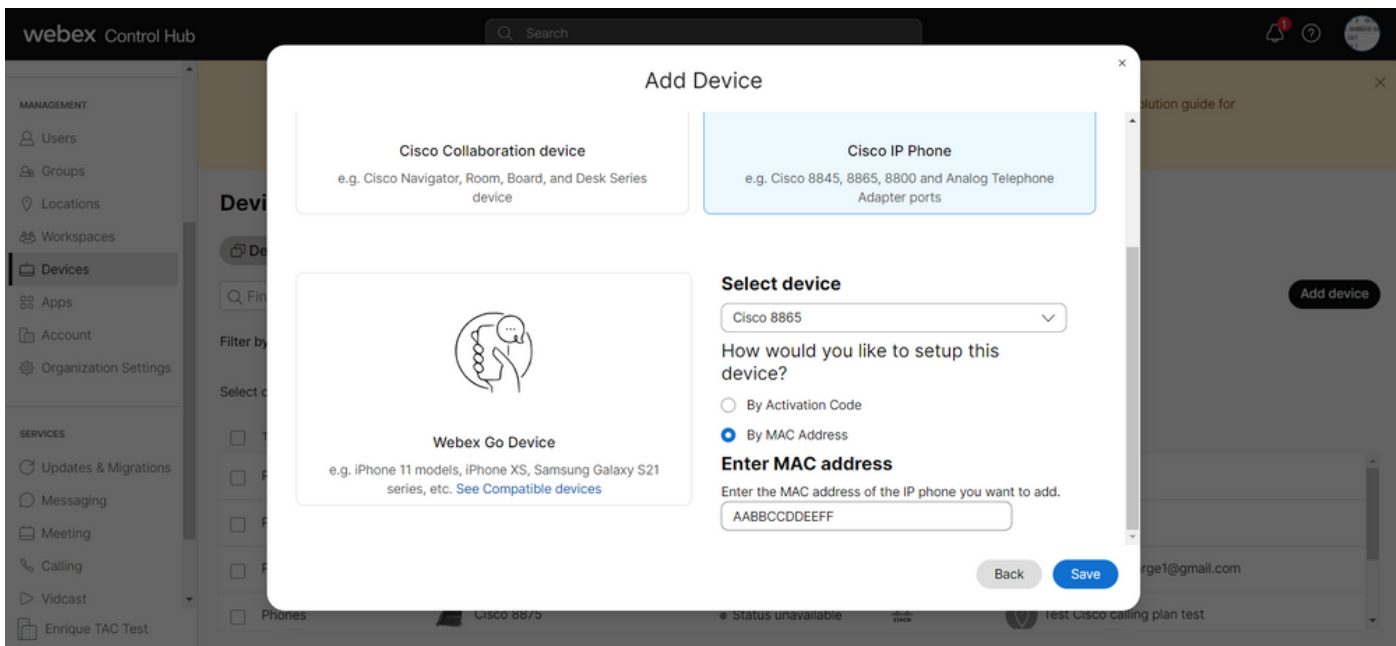 webex Control Hub
Search
1
MANAGEMENT
Users
Groups
Locations
Workspaces
Devices
Apps
Account
Organization Settings
SERVICES
Updates & Migrations
Messaging
Meeting
Calling
Vidcast
Enrique TAC Test
solution guide for
Devi
De
Fin
Add device
Filter by
Select
Add Device
Cisco Collaboration device
e.g. Cisco Navigator, Room, Board, and Desk Series
device
Cisco IP Phone
e.g. Cisco 8845, 8865, 8800 and Analog Telephone
Adapter ports
Webex Go Device
e.g. iPhone 11 models, iPhone XS, Samsung Galaxy S21
series, etc. See Compatible devices
Select device
Cisco 8865
How would you like to setup this
device?
By Activation Code
By MAC Address
Enter MAC address
Enter the MAC address of the IP phone you want to add.
AABBCCDDEEFF
Back
Save
rge1@gmail.com
Phones
Cisco 8875
Status unavailable
cisco
Test Cisco calling plan test